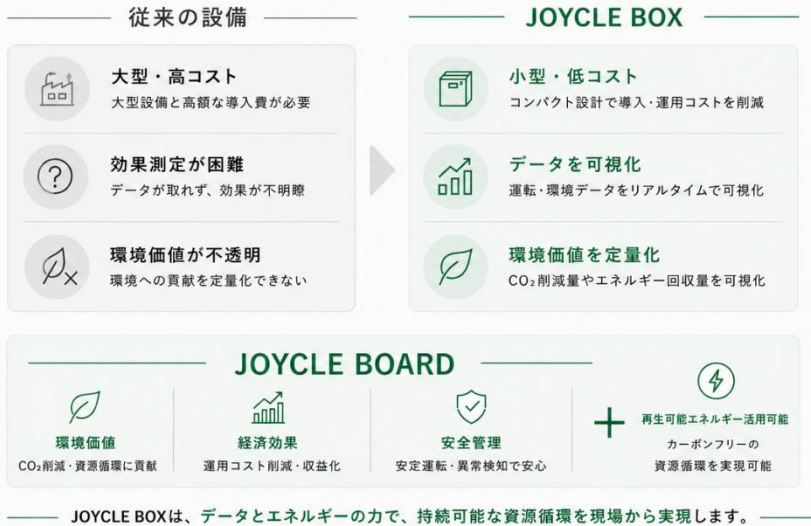 従来の設備
大型・高コスト
大型設備と高額な導入費が必要
効果測定が困難
データが取れず、効果が不明瞭
環境価値が不透明
環境への貢献を定量化できない
JOYCLE BOX
小型・低コスト
コンパクト設計で導入・運用コストを削減
データを可視化
運転・環境データをリアルタイムで可視化
環境価値を定量化
CO₂削減量やエネルギー回収量を可視化
JOYCLE BOARD
環境価値
CO₂削減・資源循環に貢献
経済効果
運用コスト削減・収益化
安全管理
安定運転・異常検知で安心
+
再生可能エネルギー活用可能
カーボンフリーの
資源循環を実現可能
JOYCLE BOXは、データとエネルギーの力で、持続可能な資源循環を現場から実現します。